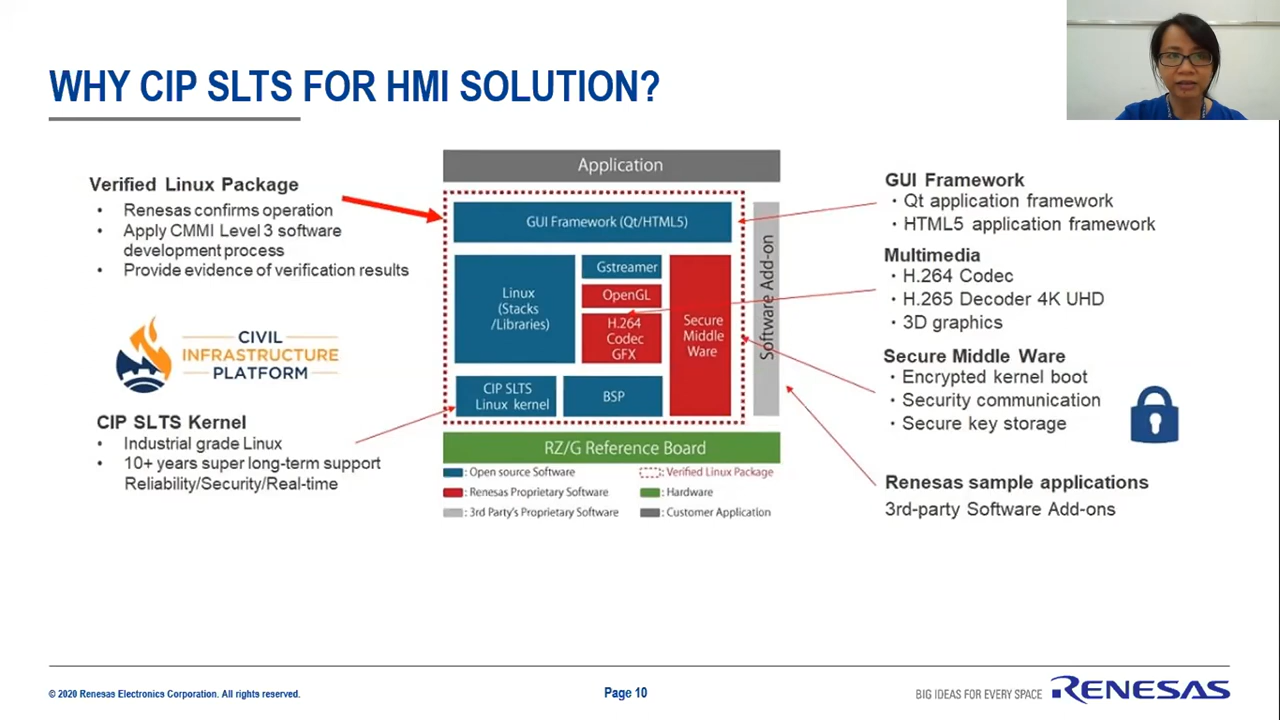 WHY CIP SLTS FOR HMI SOLUTION?
Verified Linux Package
• Renesas confirms operation
• Apply CMMI Level 3 software
development process
• Provide evidence of verification results
CIVIL
INFRASTRUCTURE
PLATFORM
CIP SLTS Kernel
• Industrial grade Linux
• 10+ years super long-term support
Reliability/Security/Real-time
Application
GUI Framework (Qt/HTML5)
Linux
(Stacks
/Libraries)
Gstreamer
OpenGL
H.264
Codec
GFX
Secure
Middle
Ware
CIP SLTS
Linux kernel
BSP
Software Add-on
RZ/G Reference Board
: Open source Software
: Verified Linux Package
: Renesas Proprietary Software
: Hardware
: 3rd Party's Proprietary Software
: Customer Application
GUI Framework
・Qt application framework
・HTML5 application framework
Multimedia
・H.264 Codec
・H.265 Decoder 4K UHD
・3D graphics
Secure Middle Ware
・Encrypted kernel boot
・Security communication
・Secure key storage
Renesas sample applications
3rd-party Software Add-ons
© 2020 Renesas Electronics Corporation. All rights reserved.
Page 10
BIG IDEAS FOR EVERY SPACE
RENESAS